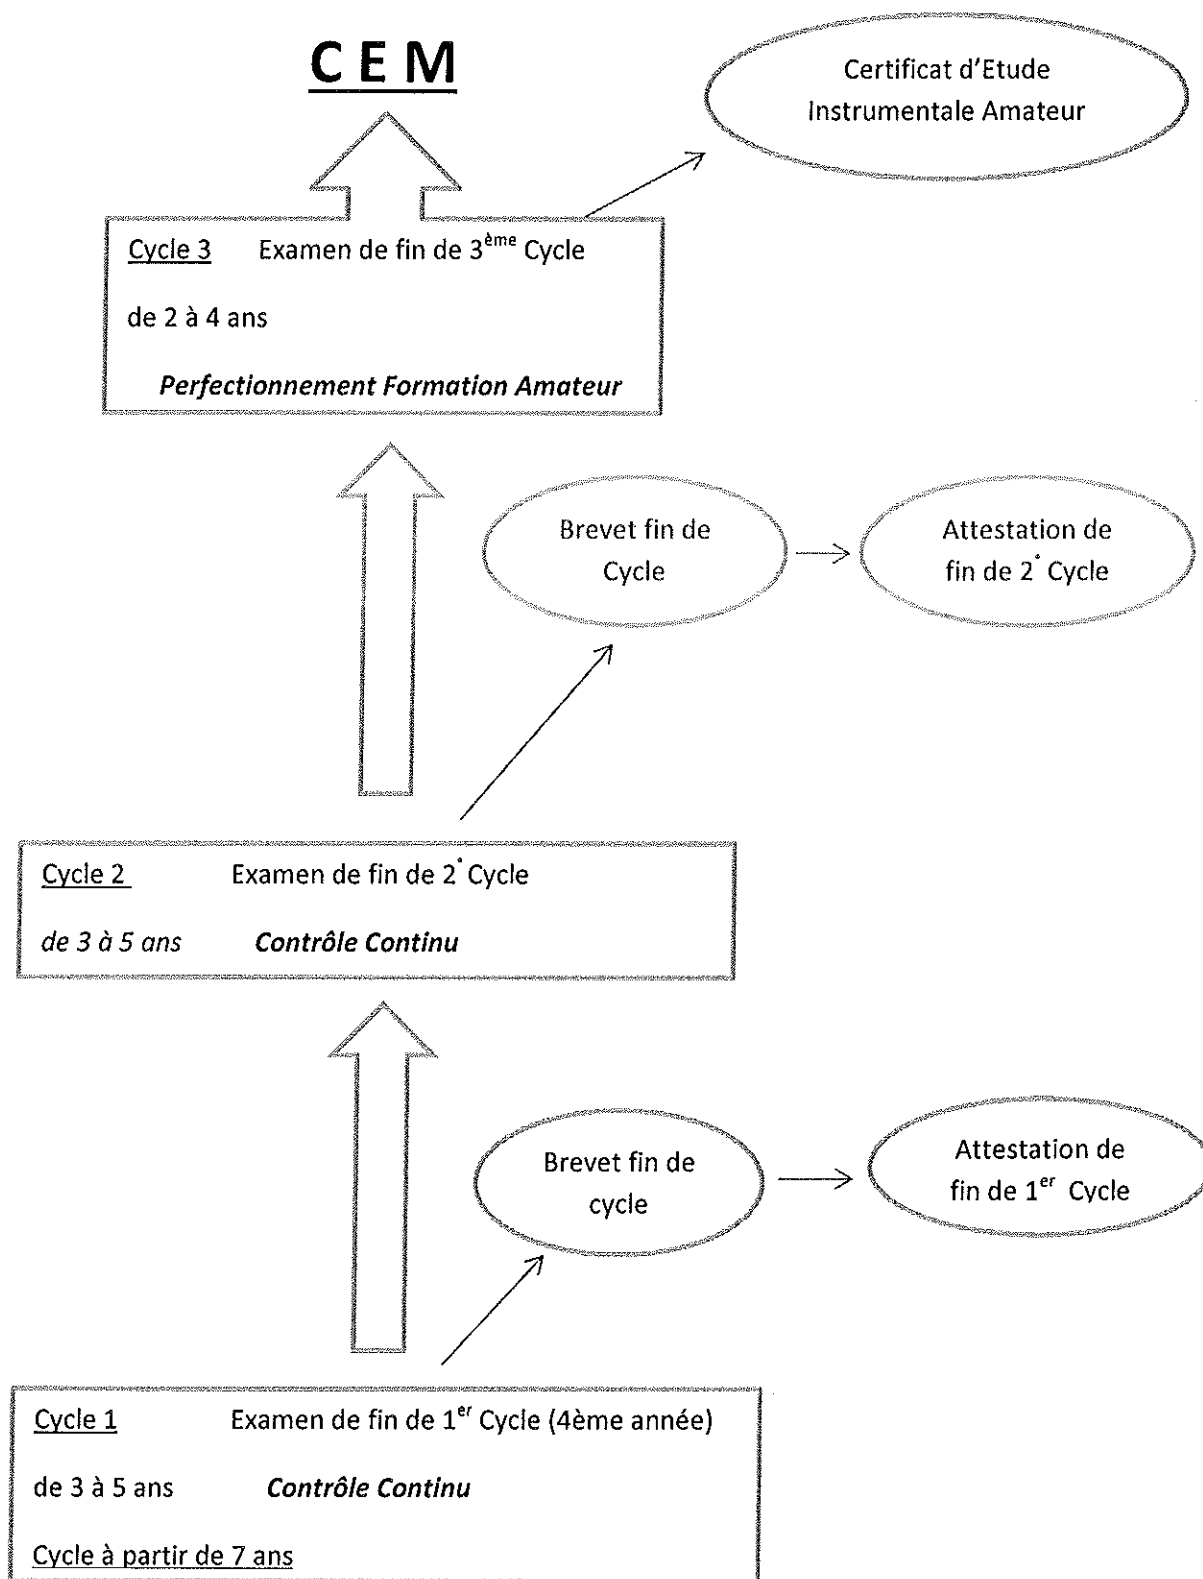 C E M
Certificat d'Etude
Instrumentale Amateur
Cycle 3 Examen de fin de 3ème Cycle
de 2 à 4 ans
Perfectionnement Formation Amateur
Brevet fin de
Cycle
Attestation de
fin de 2° Cycle
Cycle 2 Examen de fin de 2° Cycle
de 3 à 5 ans Contrôle Continu
Brevet fin de
cycle
Attestation de
fin de 1er Cycle
Cycle 1 Examen de fin de 1er Cycle (4ème année)
de 3 à 5 ans Contrôle Continu
Cycle à partir de 7 ans